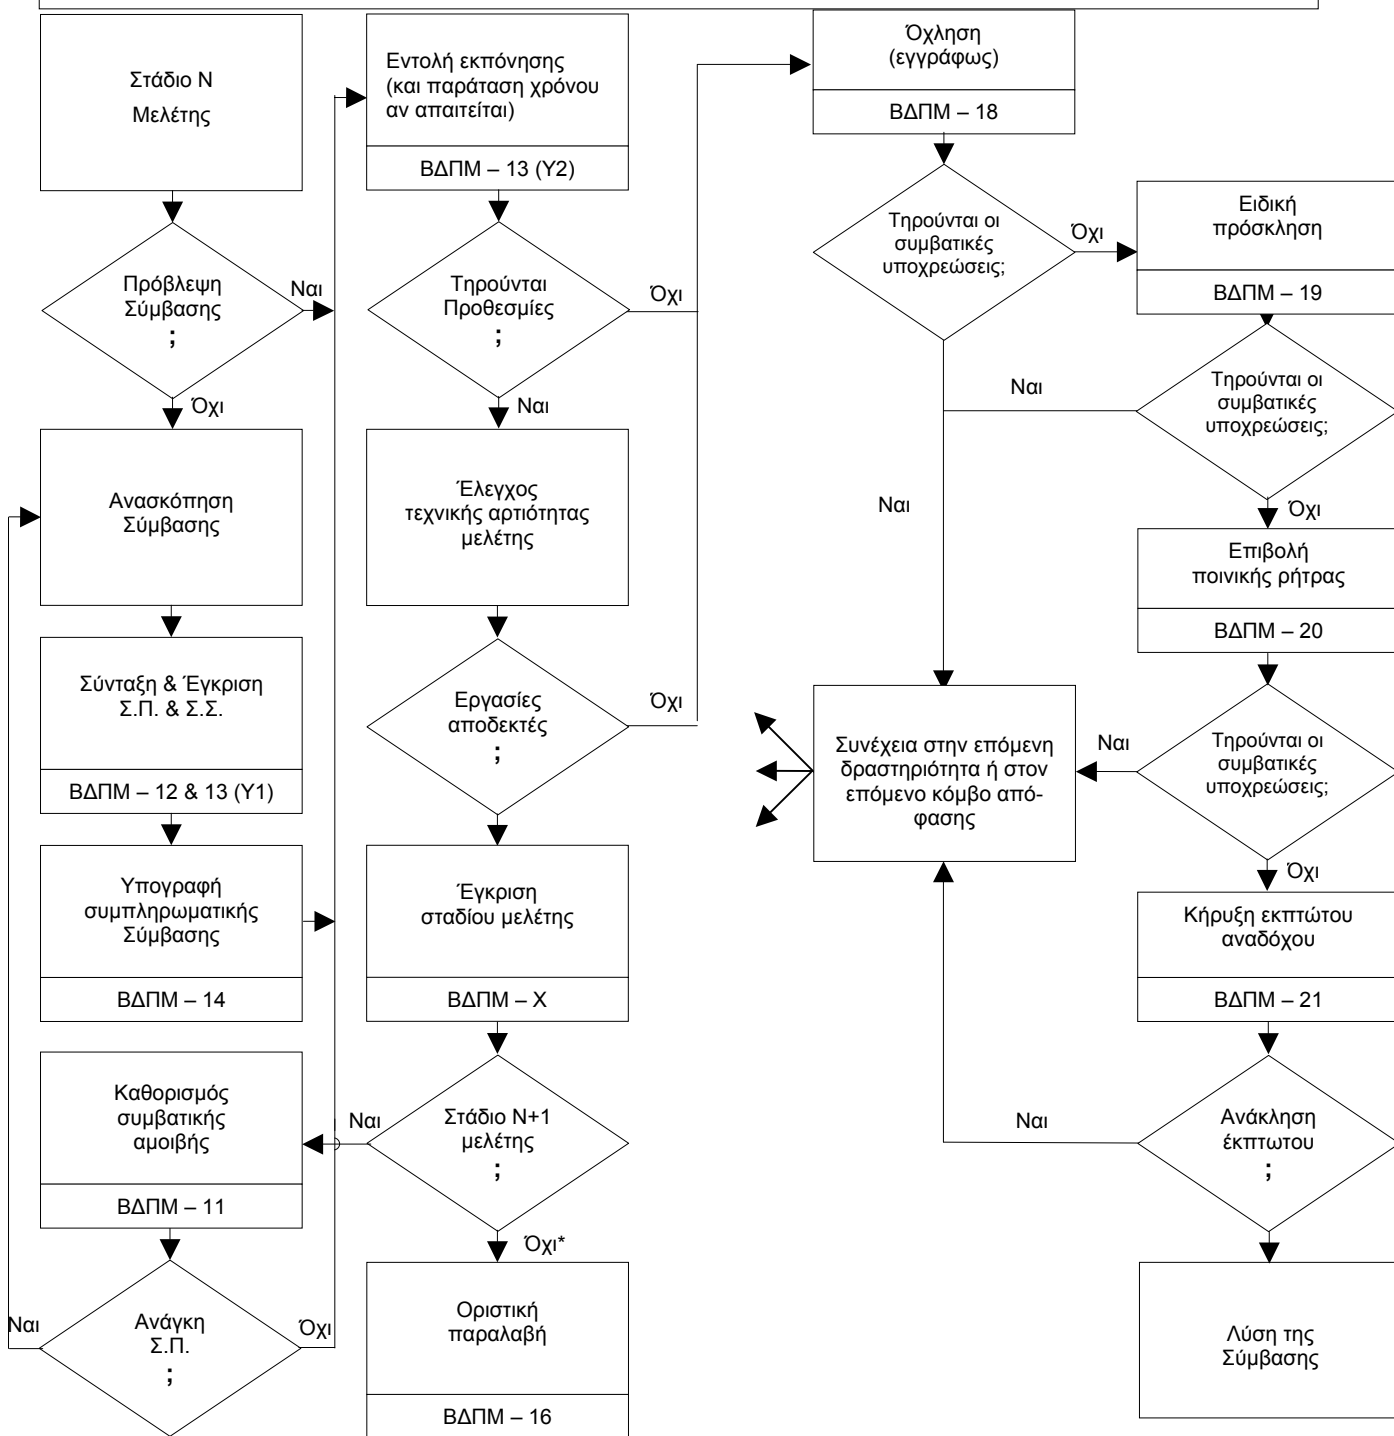 Στάδιο Ν
Μελέτης
Πρόβλεψη
Σύμβασης
;
Ναι
Όχι
Ανασκόπηση
Σύμβασης
Σύνταξη & Έγκριση
Σ.Π. & Σ.Σ.
ΒΔΠΜ – 12 & 13 (Υ1)
Υπογραφή
συμπληρωματικής
Σύμβασης
ΒΔΠΜ – 14
Καθορισμός
συμβατικής
αμοιβής
ΒΔΠΜ – 11
Ναι
Ανάγκη
Σ.Π.
;
Όχι
Εντολή εκπόνησης
(και παράταση χρόνου
αν απαιτείται)
ΒΔΠΜ – 13 (Υ2)
Τηρούνται
Προθεσμίες
;
Όχι
Ναι
Έλεγχος
τεχνικής αρτιότητας
μελέτης
Εργασίες
αποδεκτές
;
Όχι
Έγκριση
σταδίου μελέτης
ΒΔΠΜ – Χ
Ναι
Στάδιο Ν+1
μελέτης
;
Όχι*
Οριστική
παραλαβή
ΒΔΠΜ – 16
Όχληση
(εγγράφως)
ΒΔΠΜ – 18
Τηρούνται οι
συμβατικές
υποχρεώσεις;
Όχι
Ναι
Συνέχεια στην επόμενη
δραστηριότητα ή στον
επόμενο κόμβο από-
φασης
Ειδική
πρόσκληση
ΒΔΠΜ – 19
Ναι
Τηρούνται οι
συμβατικές
υποχρεώσεις;
Όχι
Επιβολή
ποινικής ρήτρας
ΒΔΠΜ – 20
Ναι
Τηρούνται οι
συμβατικές
υποχρεώσεις;
Όχι
Κήρυξη εκπτώτου
αναδόχου
ΒΔΠΜ – 21
Ναι
Ανάκληση
έκπτωτου
;
Λύση της
Σύμβασης